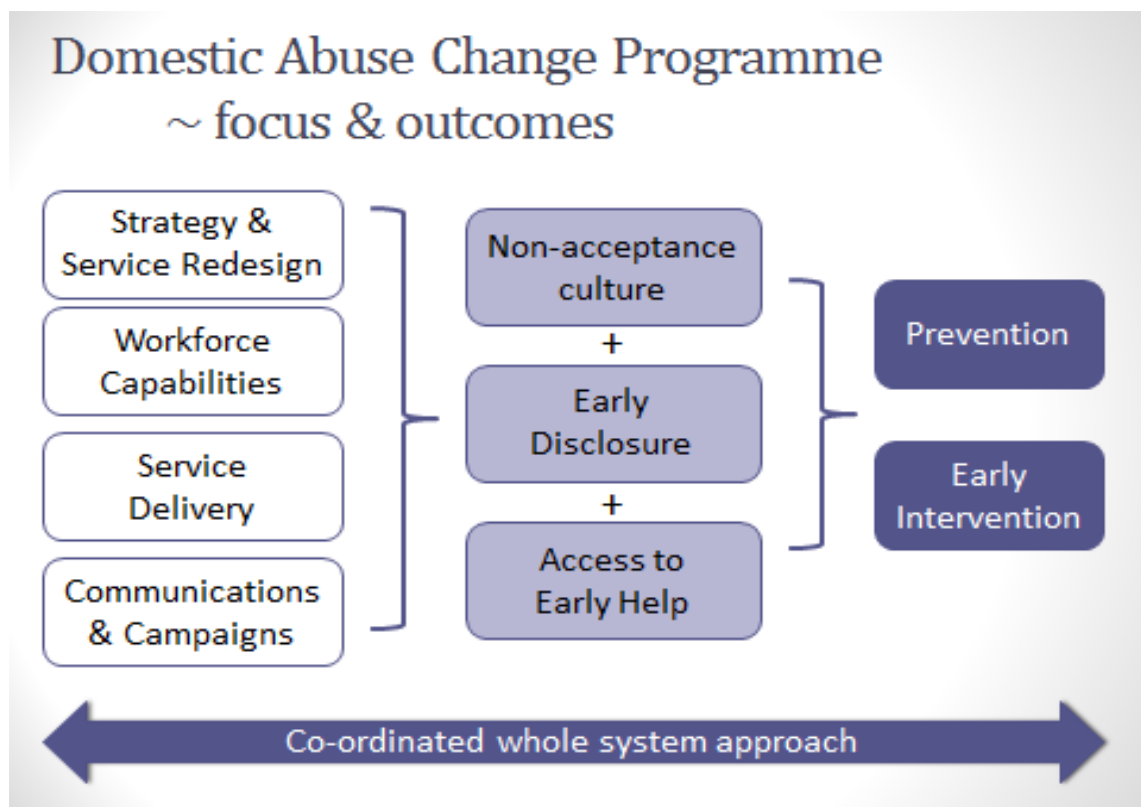 Domestic Abuse Change Programme
~ focus & outcomes
Strategy &
Service Redesign
Workforce
Capabilities
Service
Delivery
Communications
& Campaigns
Non-acceptance
culture
+
Early
Disclosure
+
Access to
Early Help
Prevention
Early
Intervention
Co-ordinated whole system approach